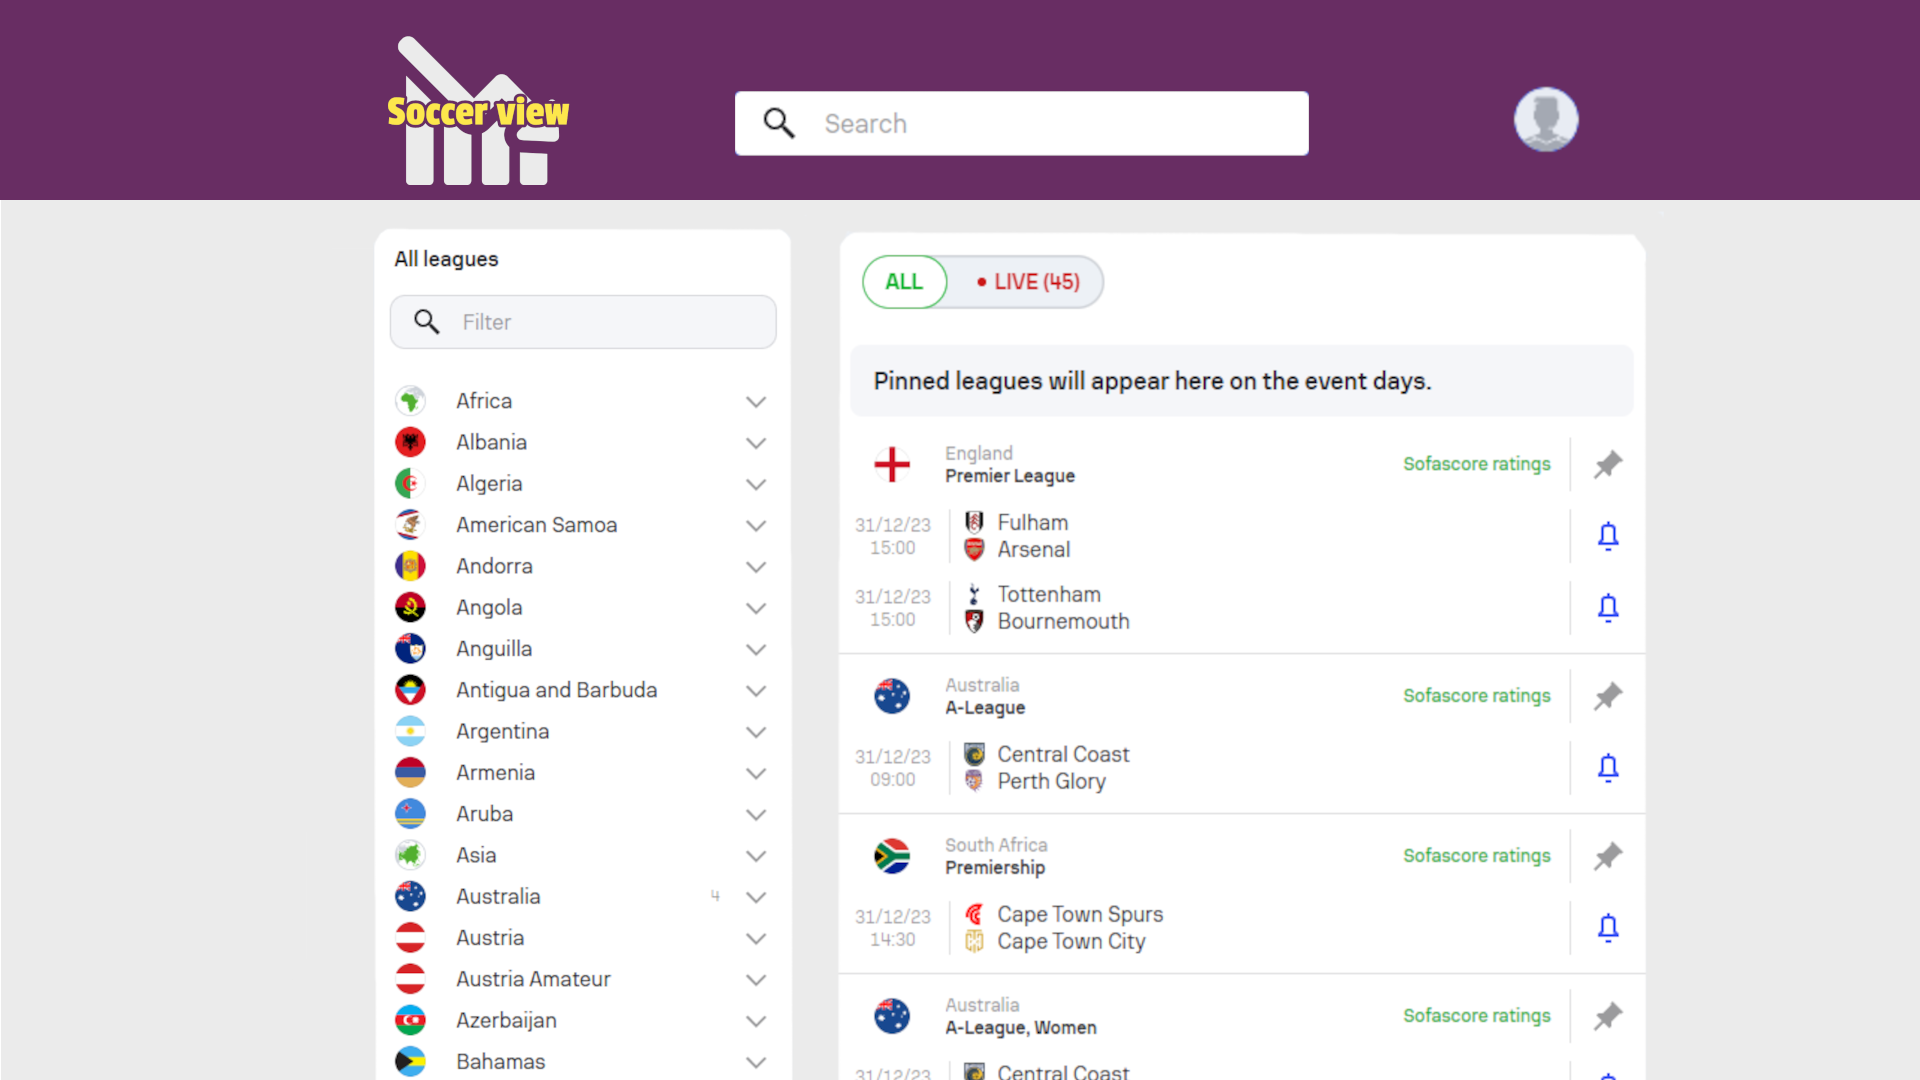 Soccer view
Search
All leagues
Filter
Africa
Albania
Algeria
American Samoa
Andorra
Angola
Anguilla
Antigua and Barbuda
Argentina
Armenia
Aruba
Asia
Australia 4
Austria
Austria Amateur
Azerbaijan
Bahamas
ALL
• LIVE (45)
Pinned leagues will appear here on the event days.
England
Premier League
Sofascore ratings
31/12/23
15:00
Fulham
Arsenal
31/12/23
15:00
Tottenham
Bournemouth
Australia
A-League
Sofascore ratings
31/12/23
09:00
Central Coast
Perth Glory
South Africa
Premiership
Sofascore ratings
31/12/23
14:30
Cape Town Spurs
Cape Town City
Australia
A-League, Women
Sofascore ratings
31/12/23
Central Coast